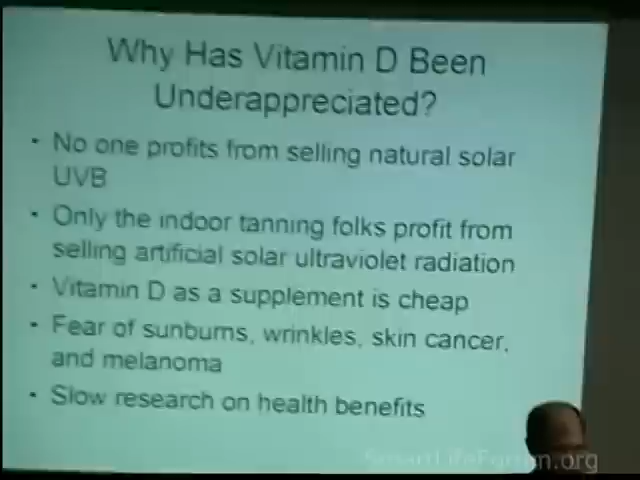 Why Has Vitamin D Been
Underappreciated?
• No one profits from selling natural solar
UVB
• Only the indoor tanning folks profit from
selling artificial solar ultraviolet radiation
• Vitamin D as a supplement is cheap
• Fear of sunburns, wrinkles, skin cancer,
and melanoma
• Slow research on health benefits
SmartLifeForum.org